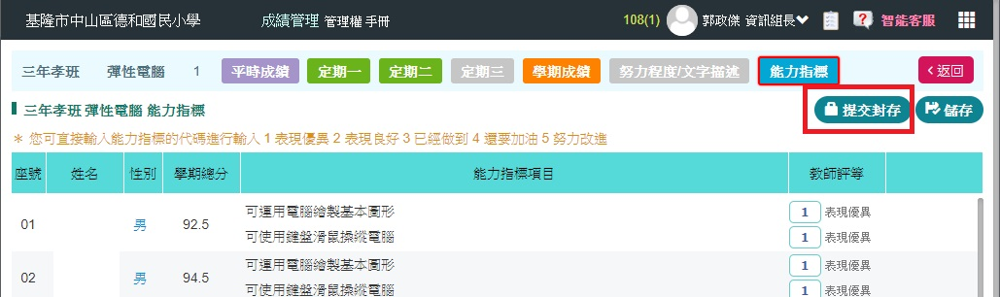 基隆市中山區德和國民小學 成績管理 管理權 手冊 108(1) 郭政傑 資訊組長 智能客服
三年孝班 彈性電腦 1 平時成績 定期一 定期二 定期三 學期成績 努力程度/文字描述 能力指標 返回
三年孝班 彈性電腦 能力指標 提交封存 儲存
＊ 您可直接輸入能力指標的代碼進行輸入 1 表現優異 2 表現良好 3 已經做到 4 還要加油 5 努力改進
座號 姓名 性別 學期總分 能力指標項目 教師評等
01 男 92.5 可運用電腦繪製基本圖形 1 表現優異
可使用鍵盤滑鼠操縱電腦 1 表現優異
02 男 94.5 可運用電腦繪製基本圖形 1 表現優異
可使用鍵盤滑鼠操縱電腦 1 表現優異